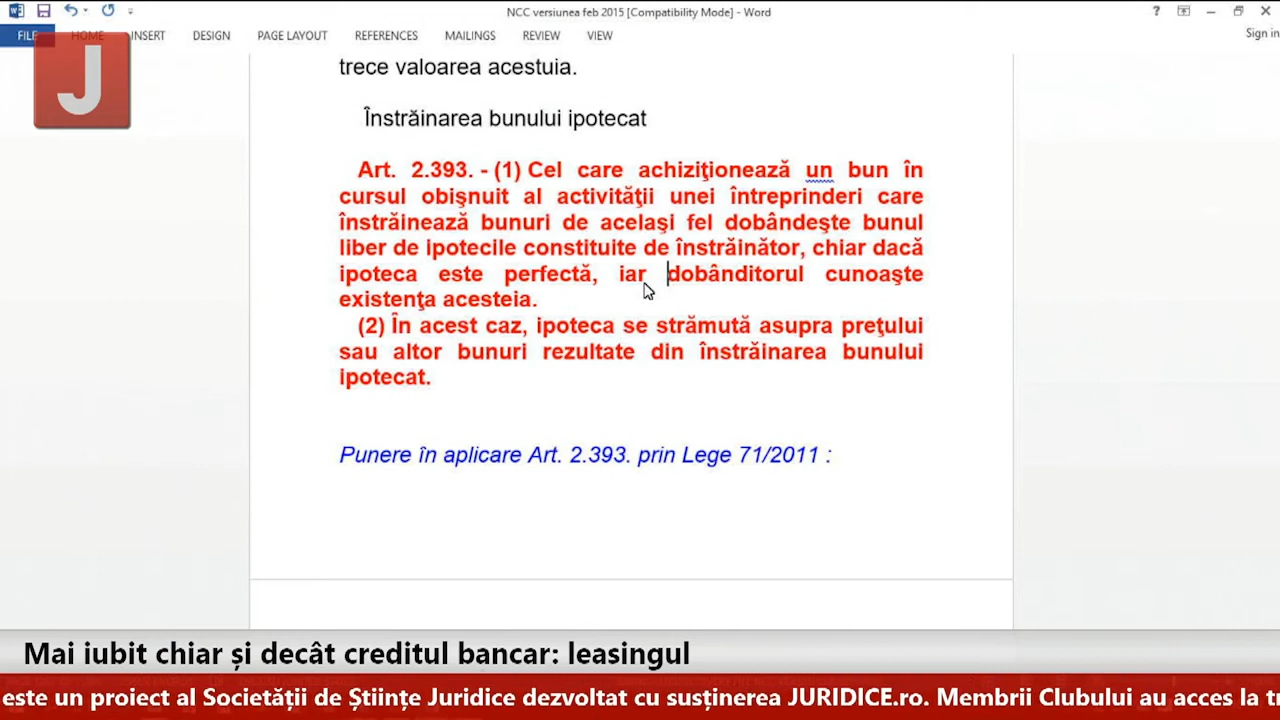 NCC versiunea feb 2015 [Compatibility Mode] - Word
?
FILE HOME INSERT DESIGN PAGE LAYOUT REFERENCES MAILINGS REVIEW VIEW
Sign in
J
trece valoarea acestuia.
Înstrăinarea bunului ipotecat
Art. 2.393. - (1) Cel care achiziţionează un bun în
cursul obişnuit al activităţii unei întreprinderi care
înstrăinează bunuri de acelaşi fel dobândeşte bunul
liber de ipotecile constituite de înstrăinător, chiar dacă
ipoteca este perfectă, iar dobânditorul cunoaşte
existenţa acesteia.
(2) În acest caz, ipoteca se strămută asupra preţului
sau altor bunuri rezultate din înstrăinarea bunului
ipotecat.
Punere în aplicare Art. 2.393. prin Lege 71/2011 :
Mai iubit chiar și decât creditul bancar: leasingul
este un proiect al Societății de Științe Juridice dezvoltat cu susținerea JURIDICE.ro. Membrii Clubului au acces la